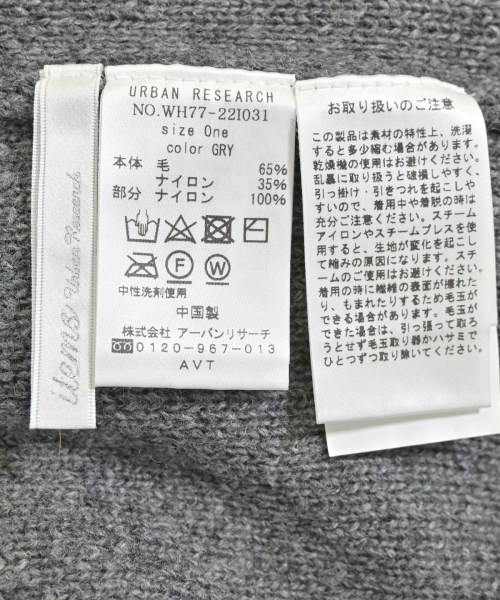 items Urban Research
URBAN RESEARCH
NO.WH77-22I031
size One
color GRY
本体 毛 65%
ナイロン 35%
部分 ナイロン 100%
F W
中性洗剤使用
中国製
株式会社 アーバンリサーチ
0120-967-013
AVT
お取り扱いのご注意
この製品は素材の特性上、洗濯
すると多少縮む場合があります。
乾燥機の使用はお避けください。
乱暴に取り扱うと破損しやすく、
引っ掛け・引きつれを起こしや
すいので、着用中や着脱の時は
充分ご注意ください。スチーム
アイロンやスチームプレスを使
用すると、生地が変化を起こし
て縮みの原因になります。スチ
ームのご使用はお避けください。
着用の時に繊維の表面が擦れた
り、もまれたりするため毛玉が
できる場合があります。毛玉が
できた場合は、引っ張って取ろ
うとせず毛玉取り器かハサミで
ひとつずつ取り除いてください。